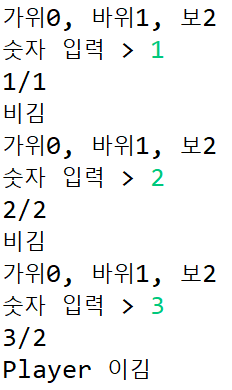 가위0, 바위1, 보2
숫자 입력 > 1
1/1
비김
가위0, 바위1, 보2
숫자 입력 > 2
2/2
비김
가위0, 바위1, 보2
숫자 입력 > 3
3/2
Player 이김